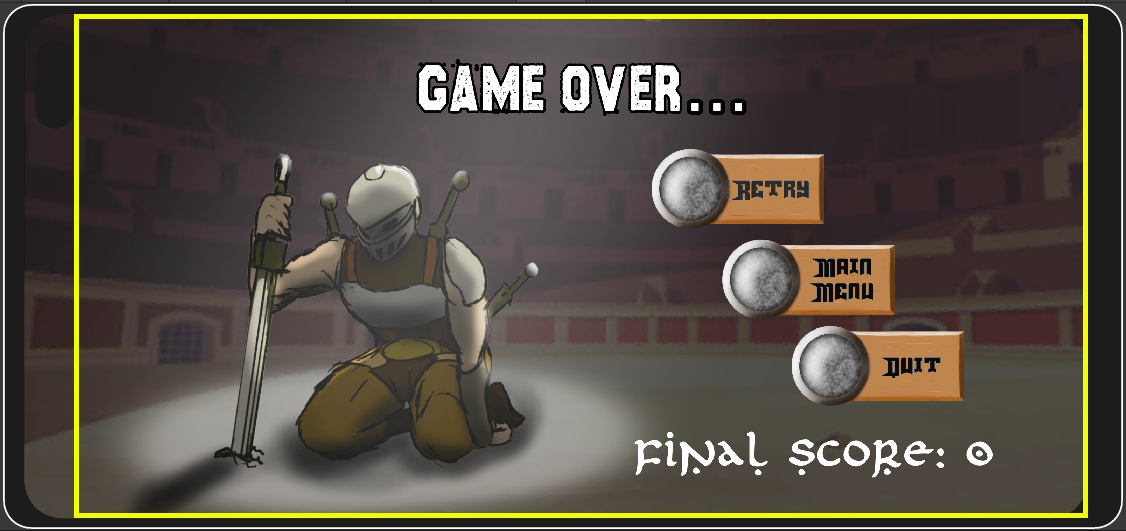 GAME OVER...
RETRY
MAIN
MENU
QUIT
Final Score: 0